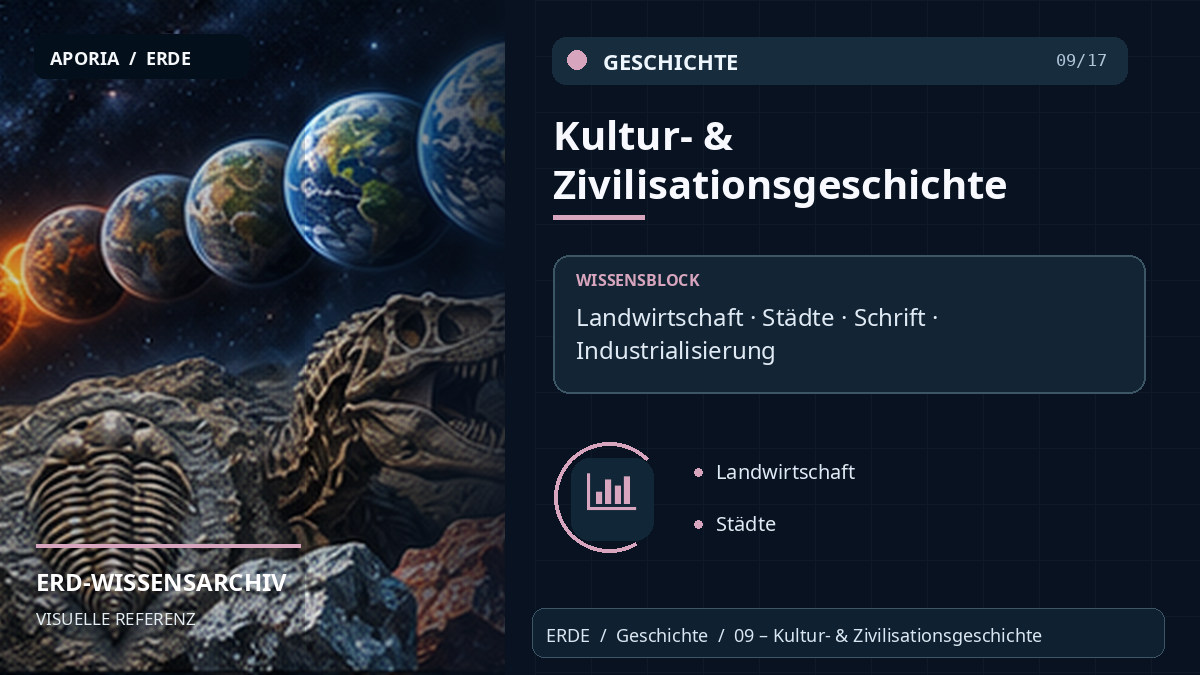 APORIA / ERDE
ERD-WISSENSARCHIV
VISUELLE REFERENZ
GESCHICHTE
09/17
Kultur- &
Zivilisationsgeschichte
WISSENSBLOCK
Landwirtschaft · Städte · Schrift ·
Industrialisierung
Landwirtschaft
Städte
ERDE / Geschichte / 09 – Kultur- & Zivilisationsgeschichte